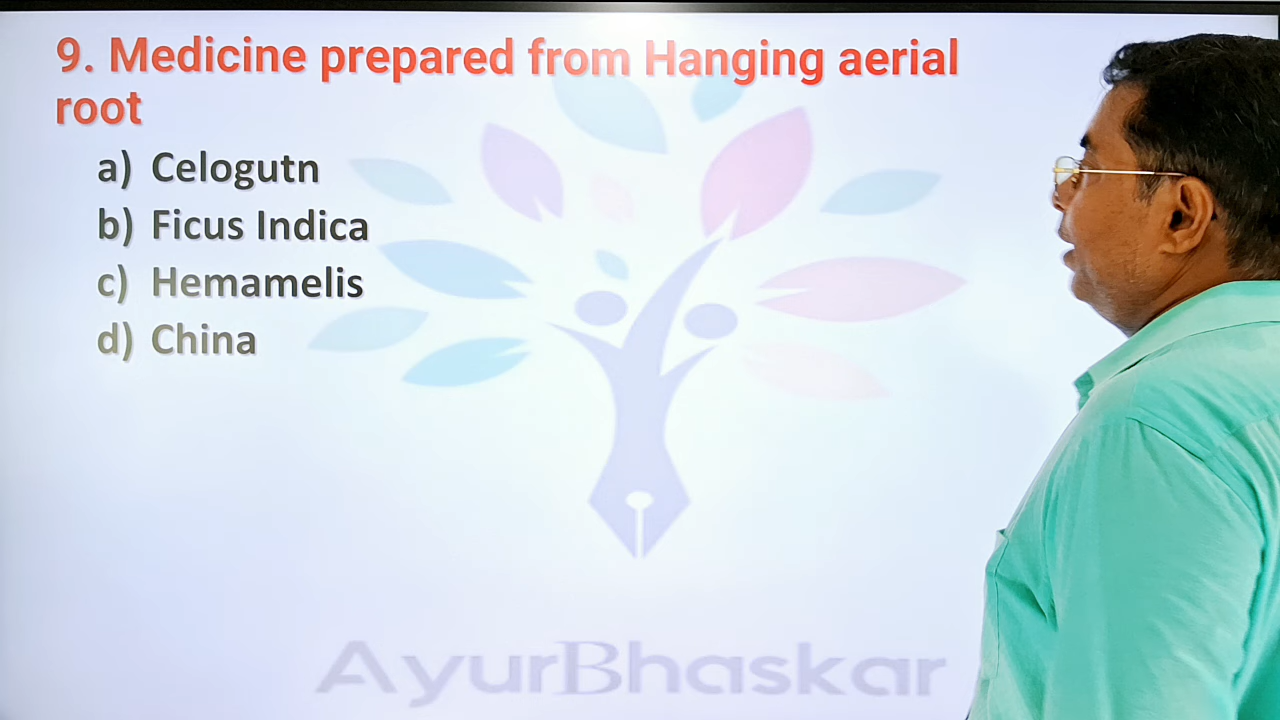 9. Medicine prepared from Hanging aerial
root
a) Celogutn
b) Ficus Indica
c) Hemamelis
d) China
AyurBhaskar